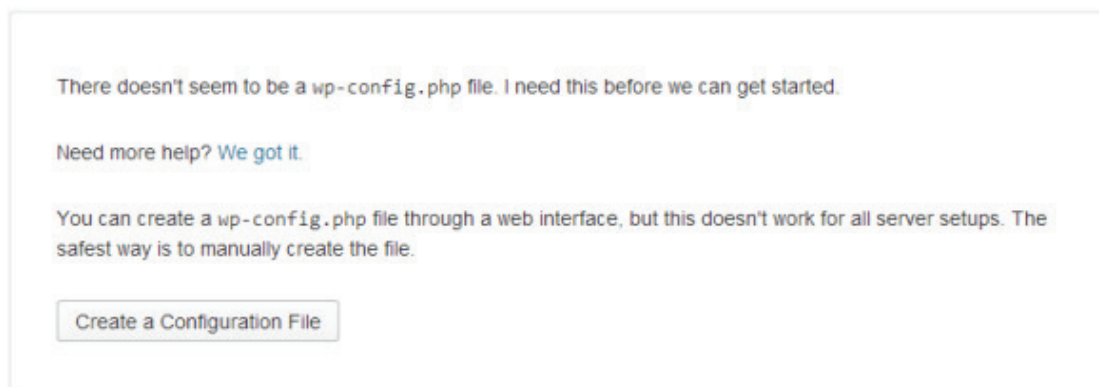 There doesn't seem to be a wp-config.php file. I need this before we can get started.
Need more help? We got it.
You can create a wp-config.php file through a web interface, but this doesn't work for all server setups. The
safest way is to manually create the file.
Create a Configuration File